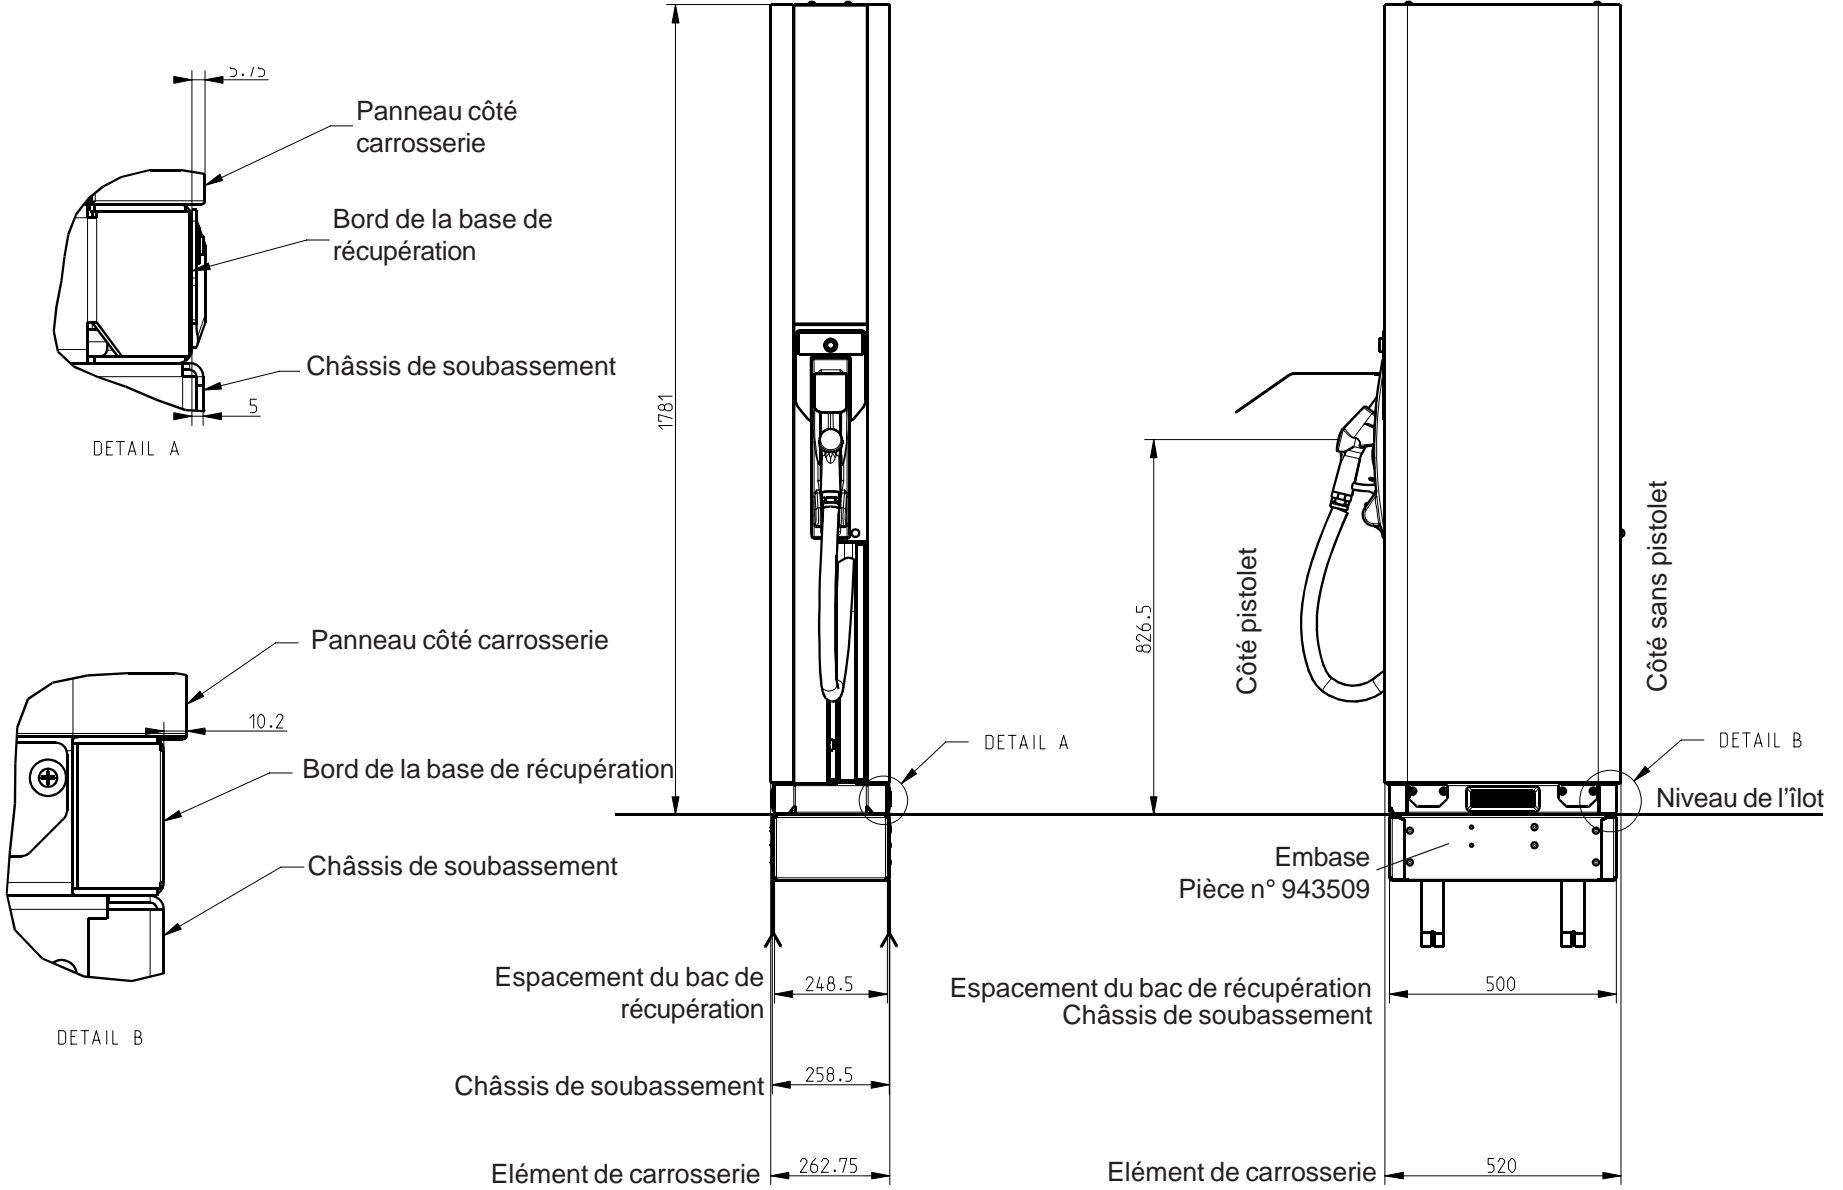 5.75
Panneau côté
carrosserie
Bord de la base de
récupération
Châssis de soubassement
5
DETAIL A
Panneau côté carrosserie
10.2
Bord de la base de récupération
Châssis de soubassement
DETAIL B
1781
DETAIL A
826.5
Côté pistolet
Côté sans pistolet
DETAIL B
Niveau de l'îlot
Embase
Pièce n° 943509
Espacement du bac de
récupération
248.5
Châssis de soubassement
258.5
Elément de carrosserie
262.75
Espacement du bac de récupération
Châssis de soubassement
500
Elément de carrosserie
520